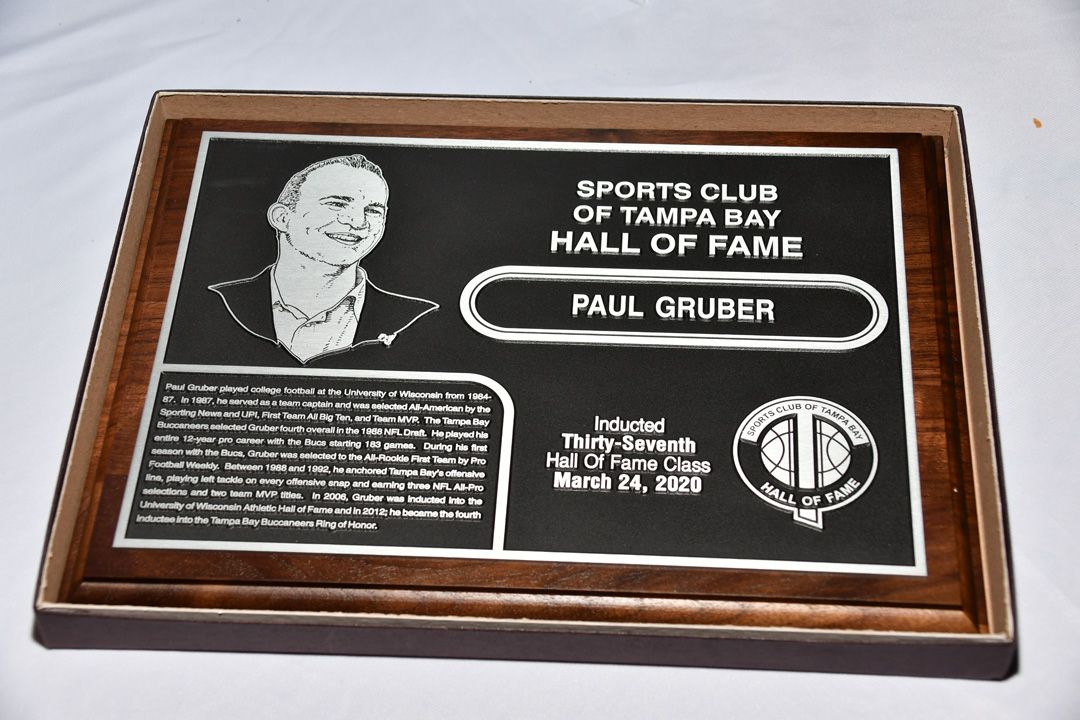 SPORTS CLUB
OF TAMPA BAY
HALL OF FAME
PAUL GRUBER
Paul Gruber played college football at the University of Wisconsin from 1984-
87. In 1987, he served as a team captain and was selected All-American by the
Sporting News and UPI, First Team All Big Ten, and Team MVP. The Tampa Bay
Buccaneers selected Gruber fourth overall in the 1988 NFL Draft. He played his
entire 12-year pro career with the Bucs starting 183 games. During his first
season with the Bucs, Gruber was selected to the All-Rookie First Team by Pro
Football Weekly. Between 1988 and 1992, he anchored Tampa Bay's offensive
line, playing left tackle on every offensive snap and earning three NFL All-Pro
selections and two team MVP titles. In 2006, Gruber was inducted into the
University of Wisconsin Athletic Hall of Fame and in 2012; he became the fourth
inductee into the Tampa Bay Buccaneers Ring of Honor.
Inducted
Thirty-Seventh
Hall Of Fame Class
March 24, 2020
SPORTS CLUB OF TAMPA BAY
HALL OF FAME